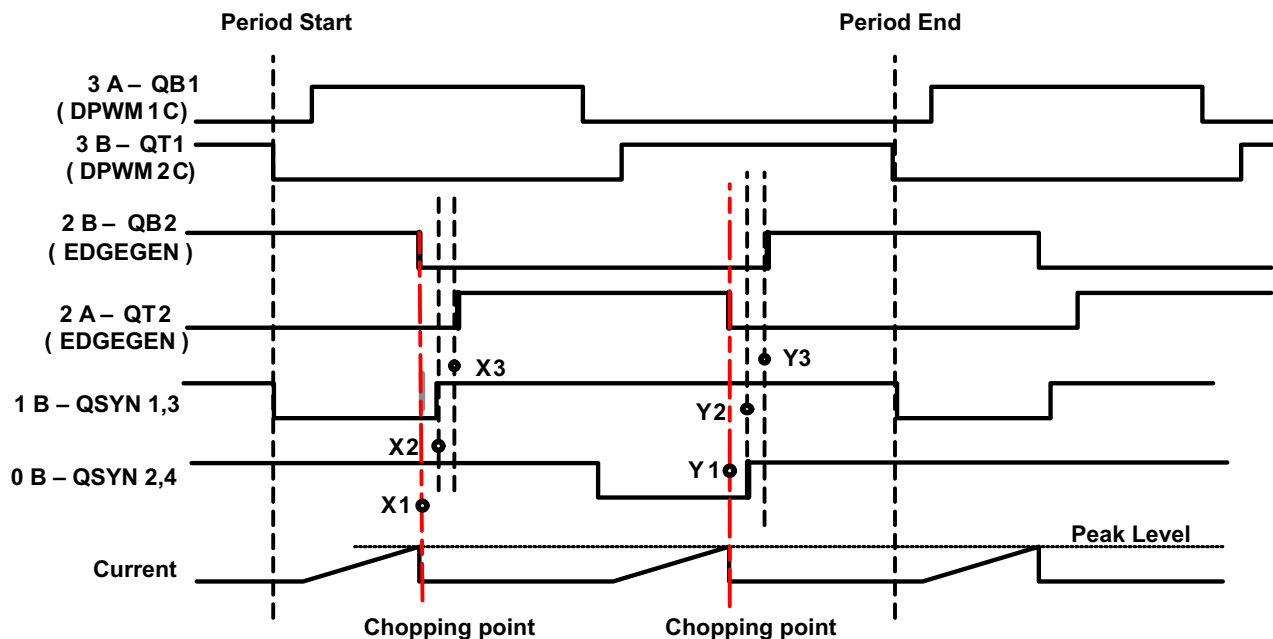 Period Start
Period End
3 A – QB1
( DPWM 1C)
3 B – QT1
( DPWM 2C )
2 B – QB2
( EDGEGEN )
2 A – QT2
( EDGEGEN )
X3
Y3
1 B – QSYN 1,3
Y2
X2
0 B – QSYN 2,4
Y1
X1
Peak Level
Current
Chopping point
Chopping point